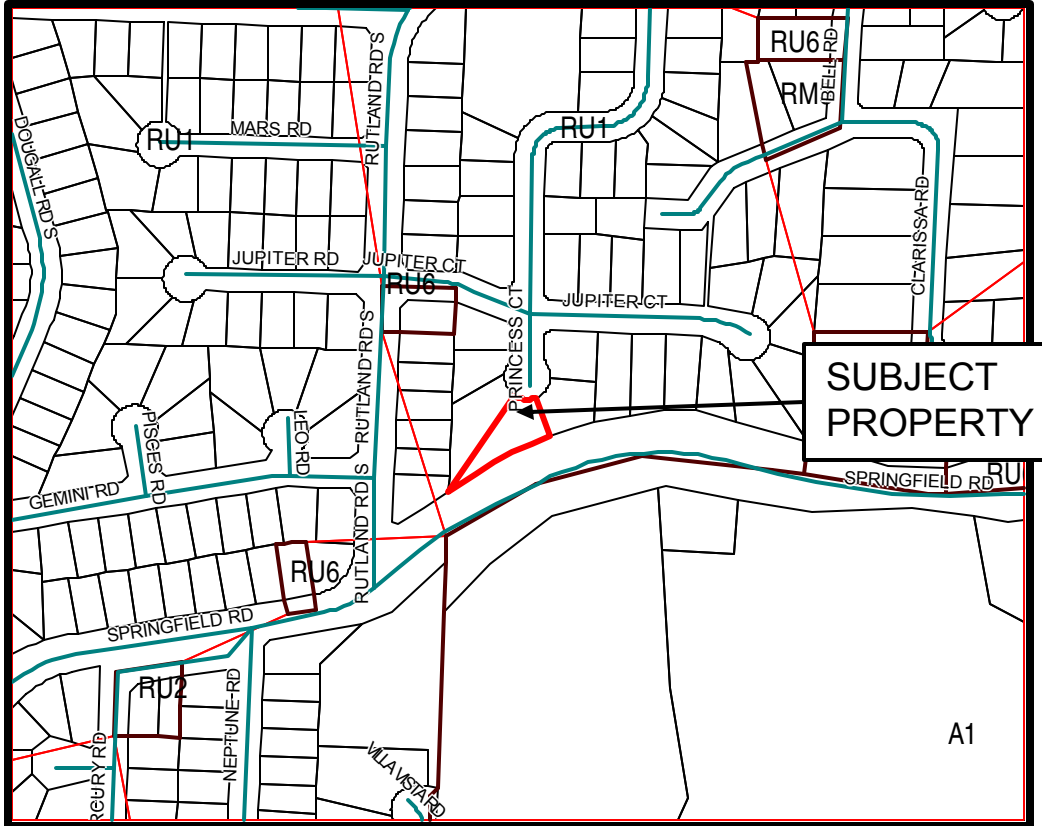 RU6
RM
BELL RD
RUTLAND RD S
MARS RD
RU1
RU1
DOUGALL RD S
CLARISSA RD
JUPITER RD
JUPITER CT
RU6
JUPITER CT
PRINCESS CT
RUTLAND RD S
SUBJECT
PROPERTY
PISCES RD
LEO RD
GEMINI RD
RUTLAND RD S
SPRINGFIELD RD
RU
RU6
SPRINGFIELD RD
RU2
NEPTUNE RD
RCURY RD
VILLA VISTA RD
A1